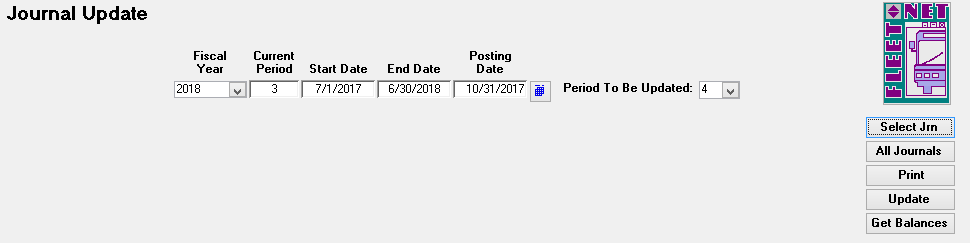 Journal Update
FLEET NET
Fiscal Year
Current Period
Start Date
End Date
Posting Date
2018
3
7/1/2017
6/30/2018
10/31/2017
Period To Be Updated:
4
Select Jrn
All Journals
Print
Update
Get Balances